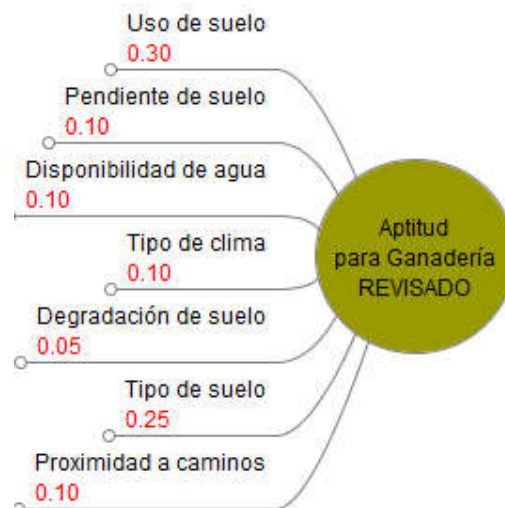 Uso de suelo
0.30
Pendiente de suelo
0.10
Disponibilidad de agua
0.10
Tipo de clima
0.10
Degradación de suelo
0.05
Tipo de suelo
0.25
Proximidad a caminos
0.10
Aptitud
para Ganadería
REVISADO